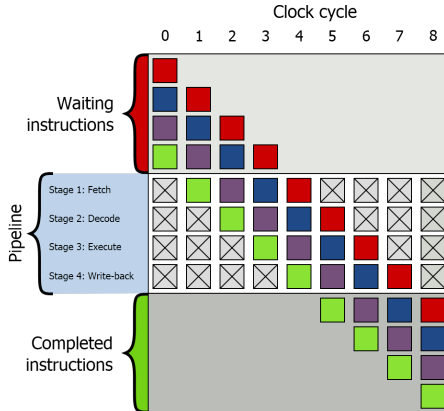 Clock cycle
0 1 2 3 4 5 6 7 8
Waiting
instructions
Pipeline
Stage 1: Fetch
Stage 2: Decode
Stage 3: Execute
Stage 4: Write-back
Completed
instructions